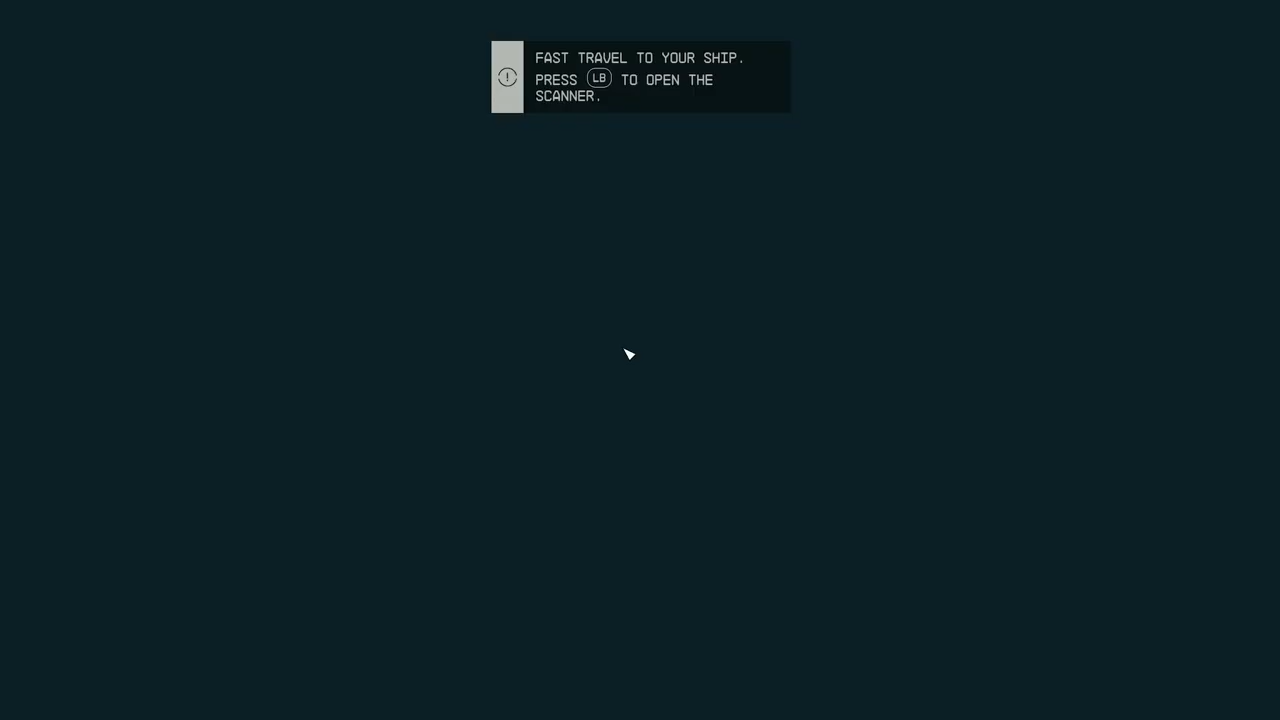 FAST TRAVEL TO YOUR SHIP.
PRESS LB TO OPEN THE
SCANNER.